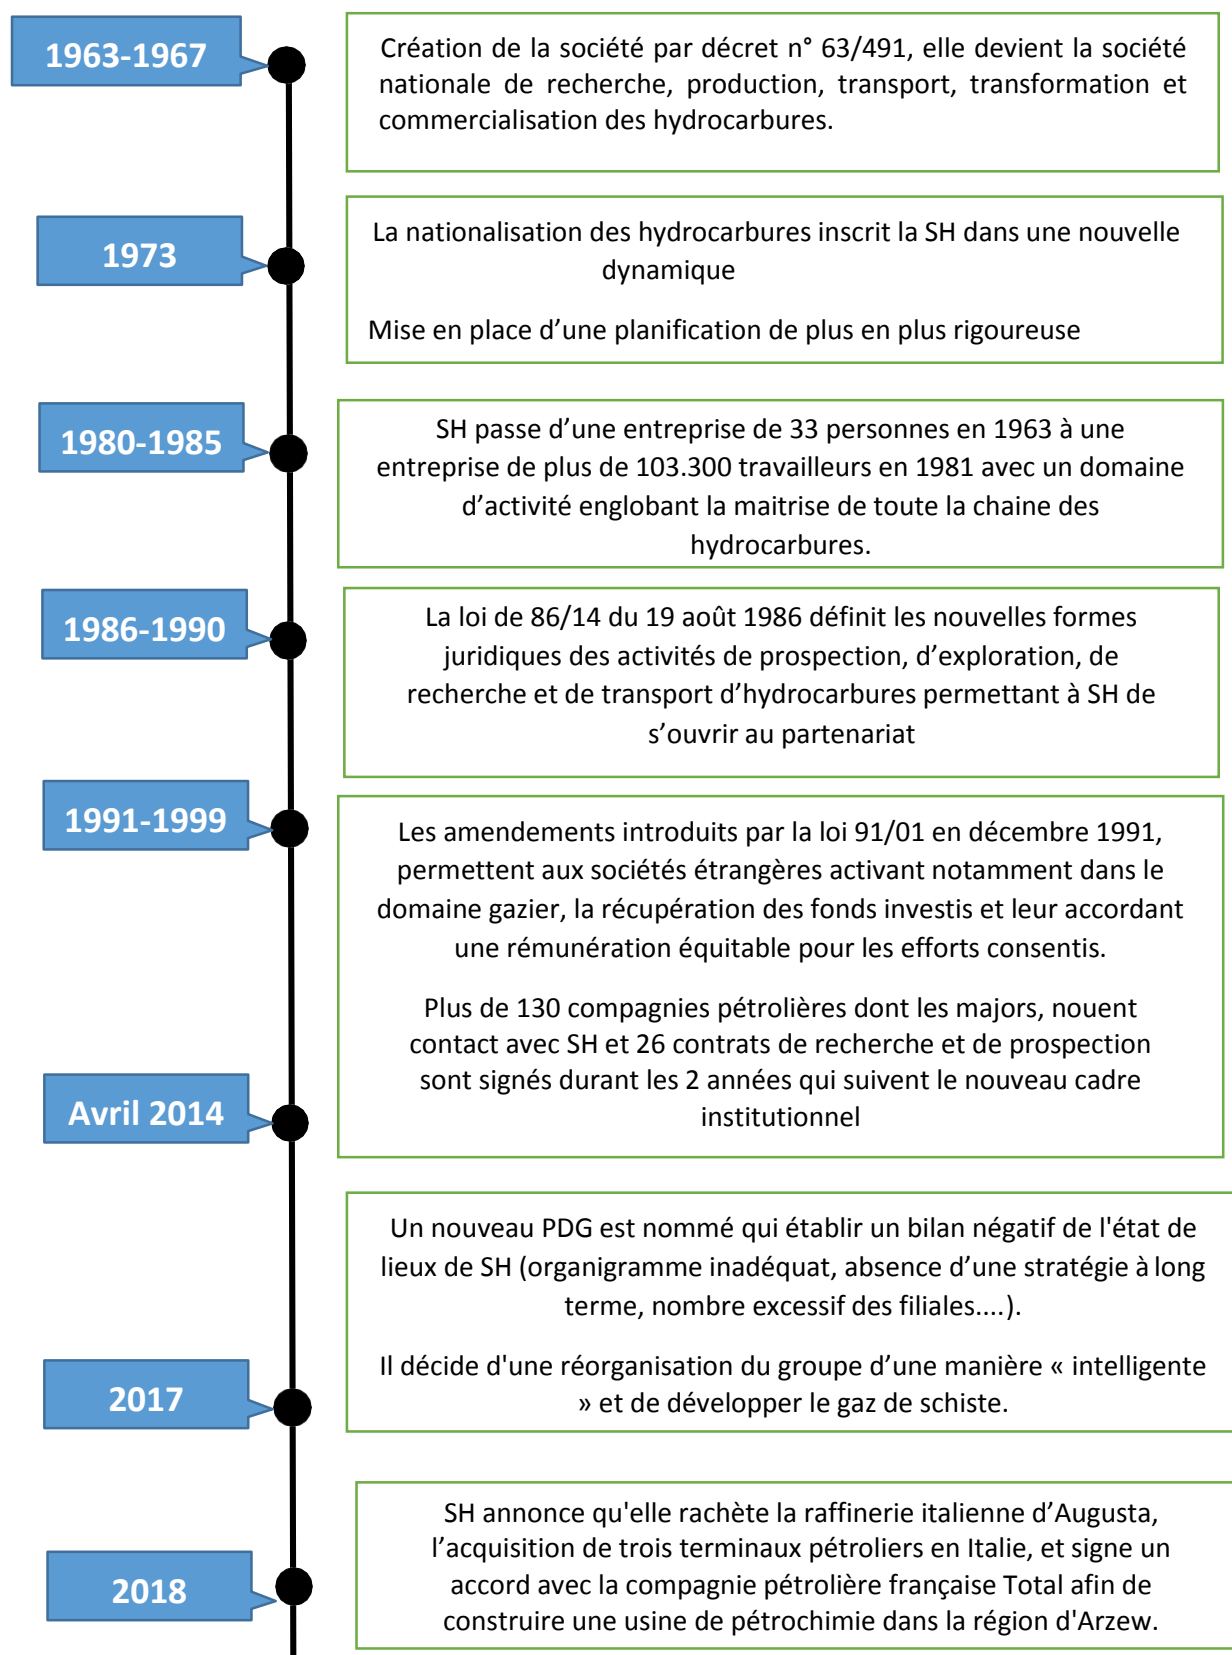 1963-1967
Création de la société par décret n° 63/491, elle devient la société
nationale de recherche, production, transport, transformation et
commercialisation des hydrocarbures.
1973
La nationalisation des hydrocarbures inscrit la SH dans une nouvelle
dynamique
Mise en place d’une planification de plus en plus rigoureuse
1980-1985
SH passe d’une entreprise de 33 personnes en 1963 à une
entreprise de plus de 103.300 travailleurs en 1981 avec un domaine
d’activité englobant la maitrise de toute la chaine des
hydrocarbures.
1986-1990
La loi de 86/14 du 19 août 1986 définit les nouvelles formes
juridiques des activités de prospection, d’exploration, de
recherche et de transport d’hydrocarbures permettant à SH de
s’ouvrir au partenariat
1991-1999
Les amendements introduits par la loi 91/01 en décembre 1991,
permettent aux sociétés étrangères activant notamment dans le
domaine gazier, la récupération des fonds investis et leur accordant
une rémunération équitable pour les efforts consentis.
Plus de 130 compagnies pétrolières dont les majors, nouent
contact avec SH et 26 contrats de recherche et de prospection
sont signés durant les 2 années qui suivent le nouveau cadre
institutionnel
Avril 2014
Un nouveau PDG est nommé qui établir un bilan négatif de l'état de
lieux de SH (organigramme inadéquat, absence d’une stratégie à long
terme, nombre excessif des filiales....).
Il décide d'une réorganisation du groupe d’une manière « intelligente
» et de développer le gaz de schiste.
2017
SH annonce qu'elle rachète la raffinerie italienne d’Augusta,
l’acquisition de trois terminaux pétroliers en Italie, et signe un
accord avec la compagnie pétrolière française Total afin de
construire une usine de pétrochimie dans la région d'Arzew.
2018